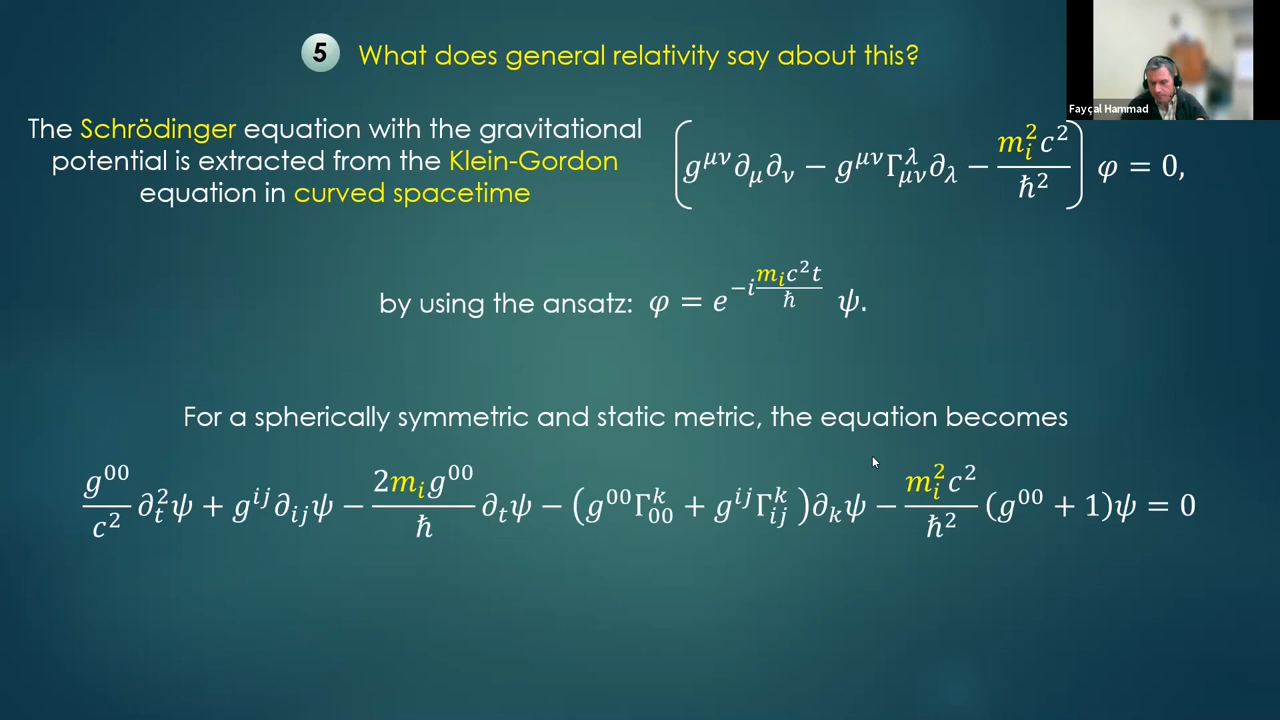 5 What does general relativity say about this?
Fayçal Hammad
The Schrödinger equation with the gravitational
potential is extracted from the Klein-Gordon
equation in curved spacetime
(g^{μν}∂_μ∂_ν − g^{μν}Γ^λ_{μν}∂_λ − m_i^2c^2/ħ^2) φ = 0,
by using the ansatz: φ = e^{−i m_ic^2t/ħ} ψ.
For a spherically symmetric and static metric, the equation becomes
g^{00}/c^2 ∂_t^2ψ + g^{ij}∂_{ij}ψ − 2m_ig^{00}/ħ ∂_tψ − (g^{00}Γ^k_{00} + g^{ij}Γ^k_{ij})∂_kψ − m_i^2c^2/ħ^2 (g^{00} + 1)ψ = 0